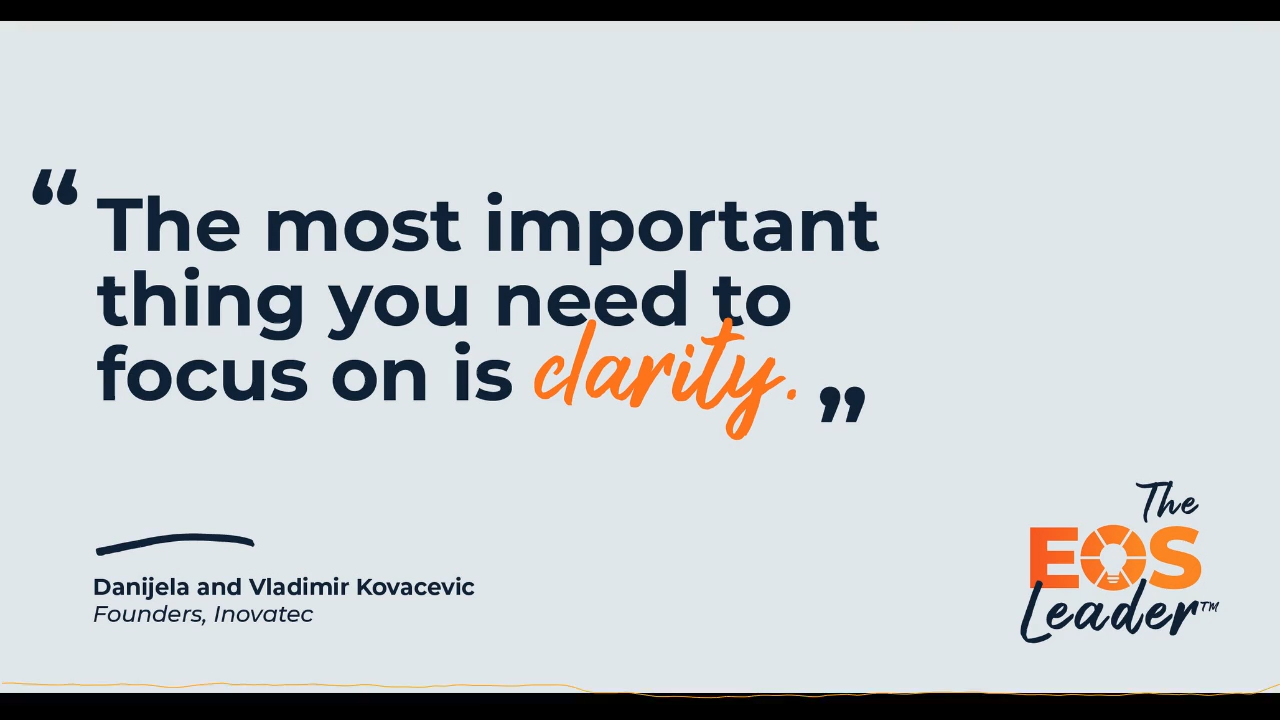 “The most important
thing you need to
focus on is clarity.”
Danijela and Vladimir Kovacevic
Founders, Inovatec
The
EOS
Leader™